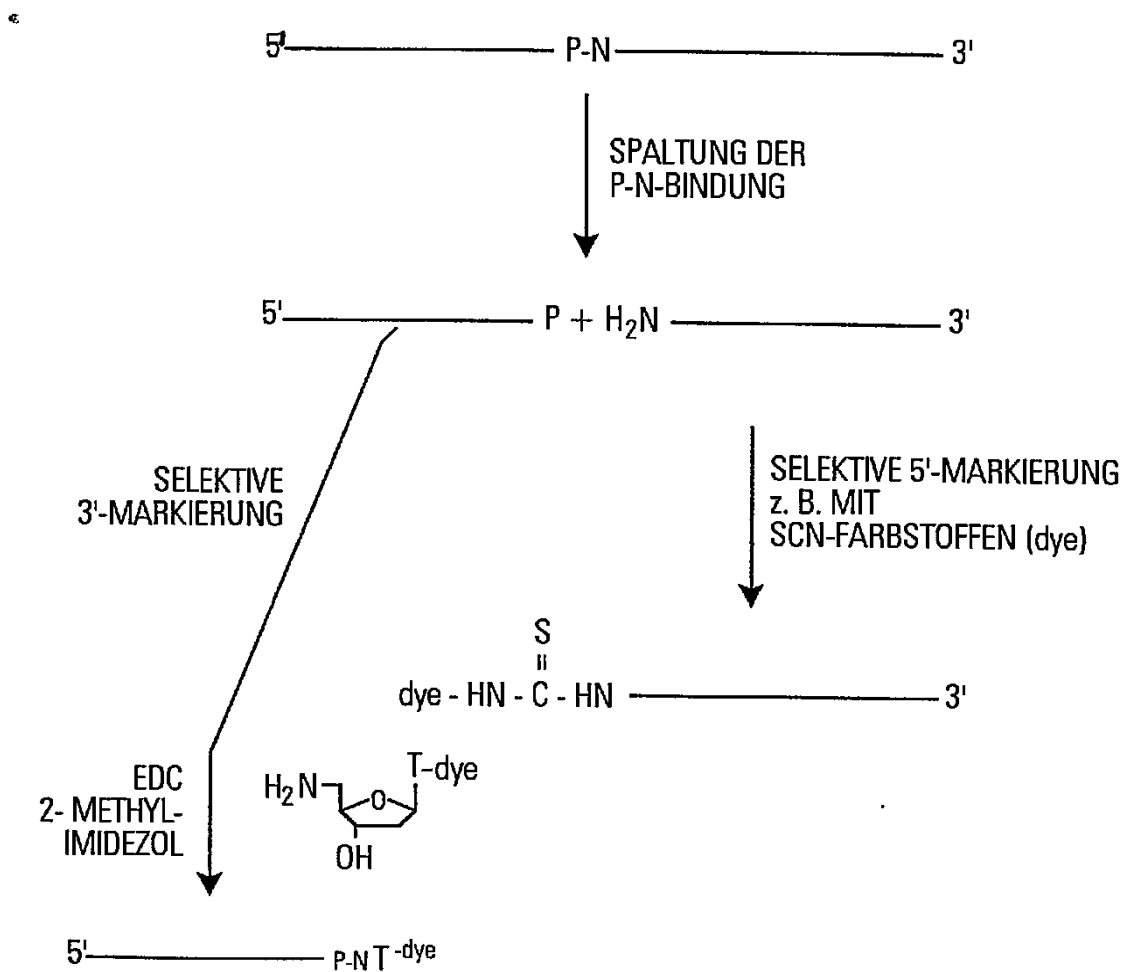 5' P-N 3'
SPALTUNG DER
P-N-BINDUNG
5' P + H₂N 3'
SELEKTIVE
3'-MARKIERUNG
SELEKTIVE 5'-MARKIERUNG
z. B. MIT
SCN-FARBSTOFFEN (dye)
S
=
dye - HN - C - HN 3'
EDC
2- METHYL-
IMIDEZOL
T-dye
H₂N
O
OH
5' P-N T-dye